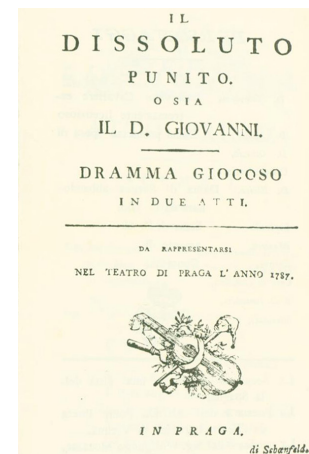 IL
DISSOLUTO
PUNITO.
O SIA
IL D. GIOVANNI.
DRAMMA GIOCOSO
IN DUE ATTI.
DA RAPPRESENTARSI
NEL TEATRO DI PRAGA L'ANNO 1787.
IN PRAGA.
di Schœnfeld.